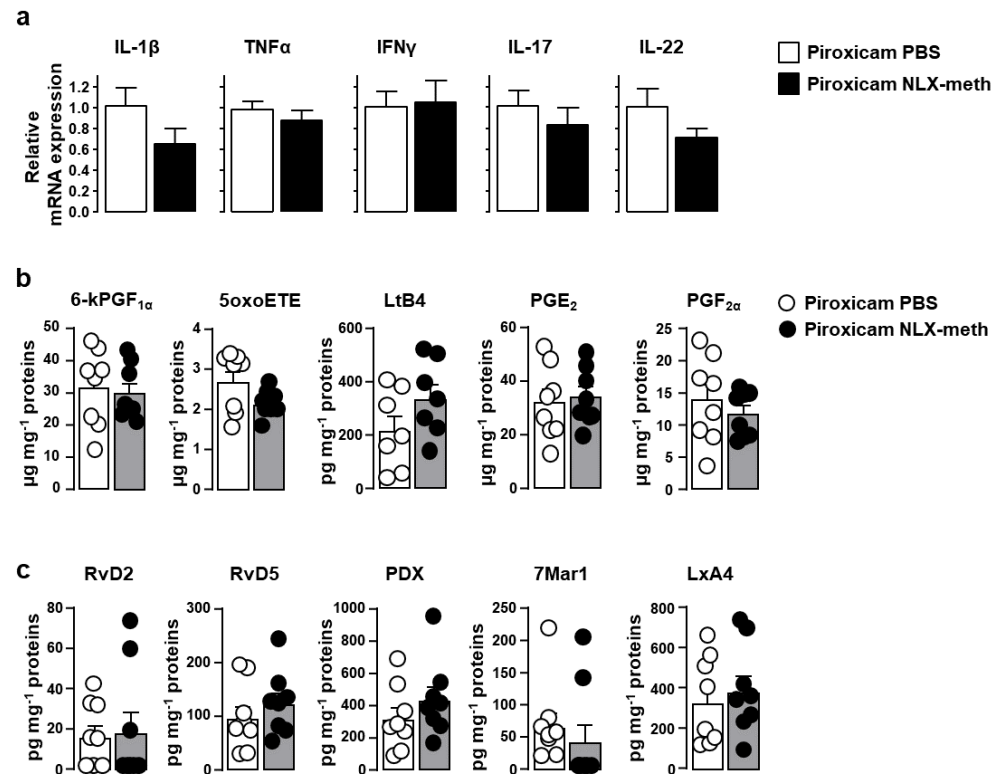 a
IL-1β TNFα IFNγ IL-17 IL-22
Piroxicam PBS
Piroxicam NLX-meth
Relative
mRNA expression
1.2
1.0
0.8
0.6
0.4
0.2
0.0
b
6-kPGF1α 5oxoETE LtB4 PGE2 PGF2α
Piroxicam PBS
Piroxicam NLX-meth
µg mg-1 proteins
50
40
30
20
10
0
µg mg-1 proteins
4
3
2
1
0
pg mg-1 proteins
600
400
200
0
µg mg-1 proteins
60
40
20
0
µg mg-1 proteins
25
20
15
10
5
0
c
RvD2 RvD5 PDX 7Mar1 LxA4
pg mg-1 proteins
80
60
40
20
0
pg mg-1 proteins
300
200
100
0
pg mg-1 proteins
1000
800
600
400
200
0
pg mg-1 proteins
250
200
150
100
50
0
pg mg-1 proteins
800
600
400
200
0